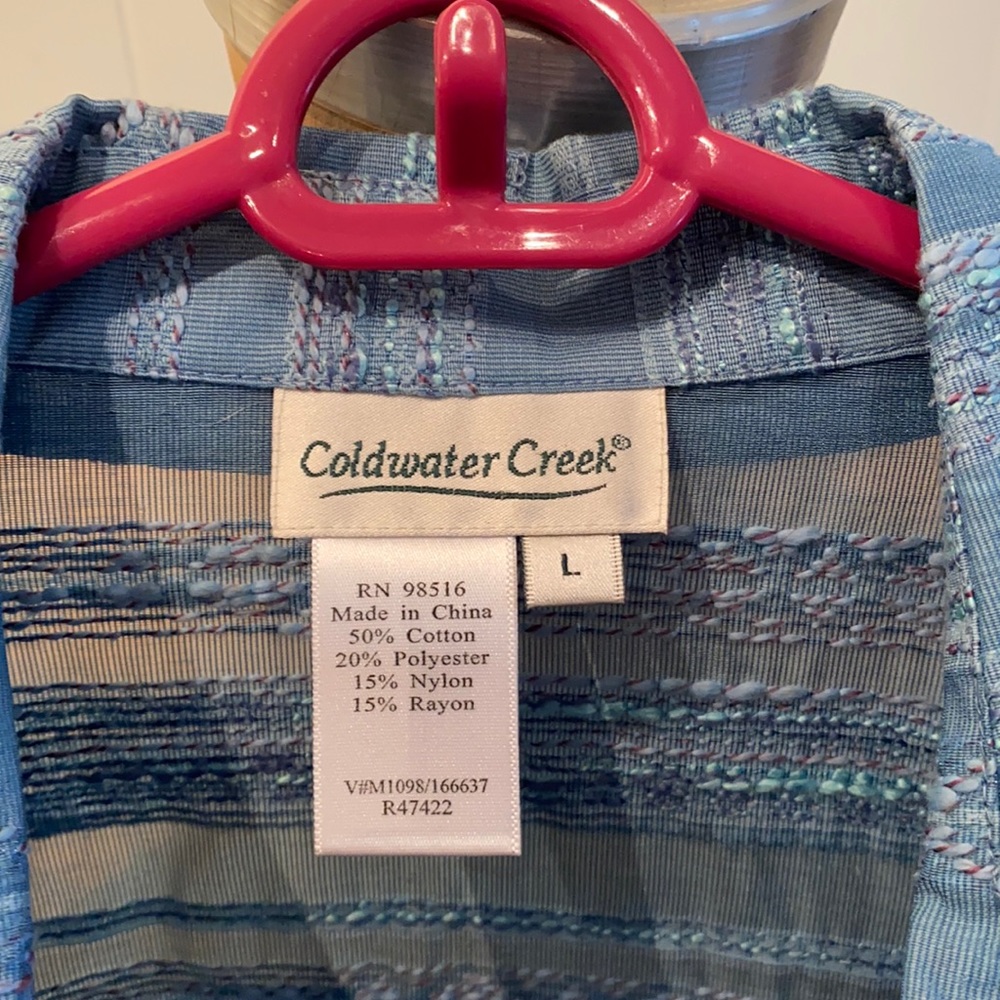 Coldwater Creek®
L
RN 98516
Made in China
50% Cotton
20% Polyester
15% Nylon
15% Rayon
V#M1098/166637
R47422